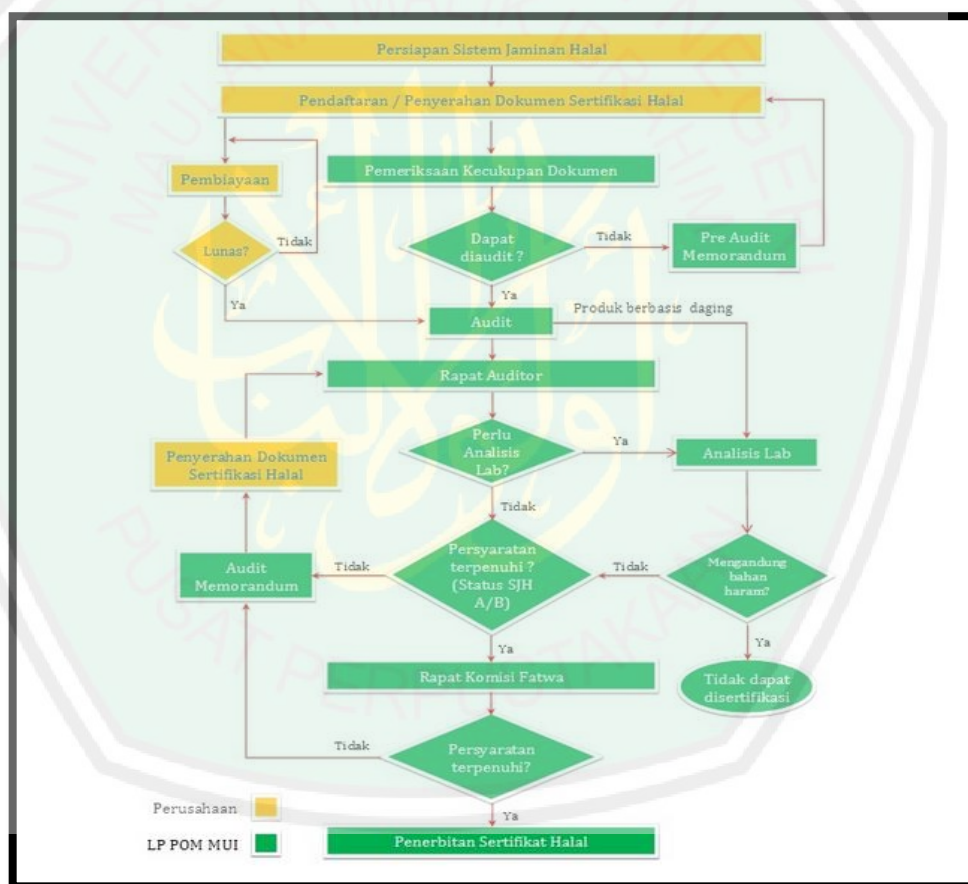 Persiapan Sistem Jaminan Halal
Pendaftaran / Penyerahan Dokumen Sertifikasi Halal
Pembiayaan
Pemeriksaan Kecukupan Dokumen
Lunas?
Tidak
Dapat
diaudit ?
Tidak
Pre Audit
Memorandum
Ya
Ya
Audit
Produk berbasis daging
Rapat Auditor
Penyerahan Dokumen
Sertifikasi Halal
Perlu
Analisis
Lab?
Ya
Analisis Lab
Tidak
Audit
Memorandum
Tidak
Persyaratan
terpenuhi ?
(Status SJH
A/B)
Tidak
Mengandung
bahan
haram?
Ya
Ya
Rapat Komisi Fatwa
Tidak dapat
disertifikasi
Tidak
Persyaratan
terpenuhi?
Ya
Penerbitan Sertifikat Halal
Perusahaan
LP POM MUI
PUSAT PERPUSTAKAAN